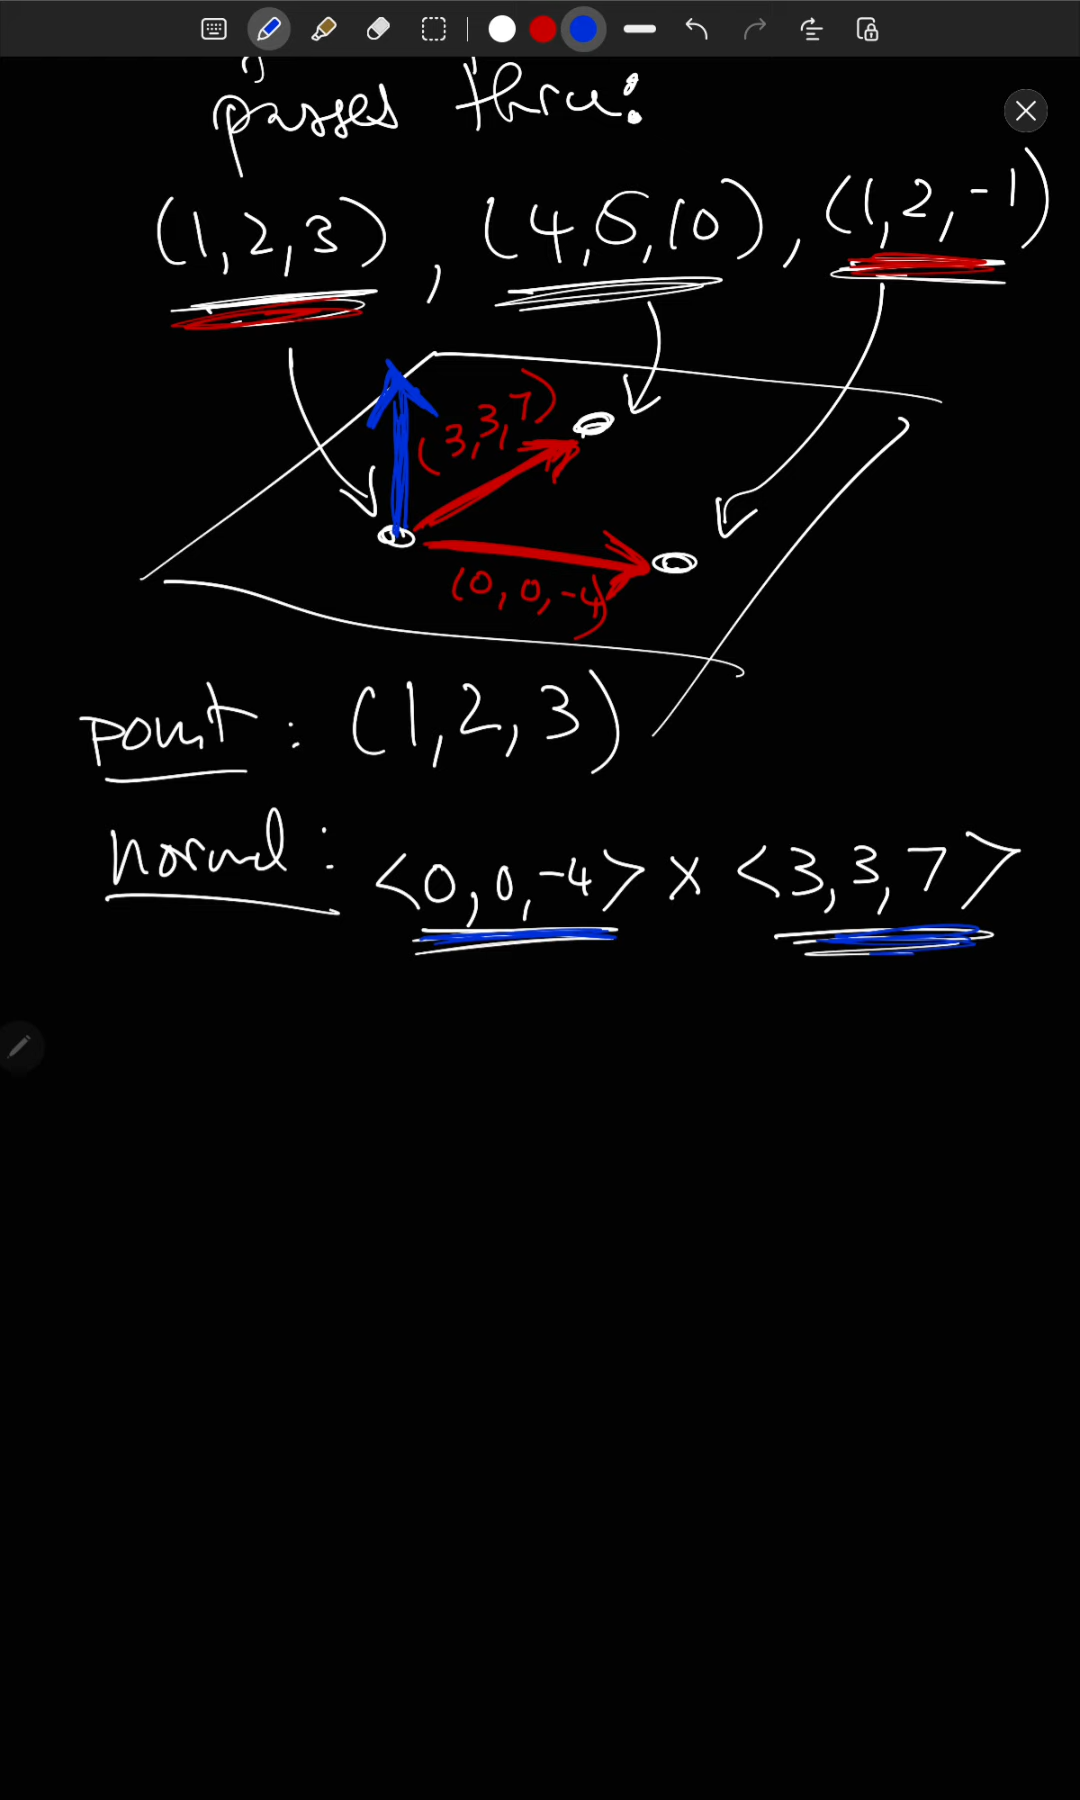 passes thru:
(1,2,3), (4,5,10), (1,2,-1)
(3,3,7)
(0,0,-4)
point: (1,2,3)
normal: <0,0,-4> x <3,3,7>